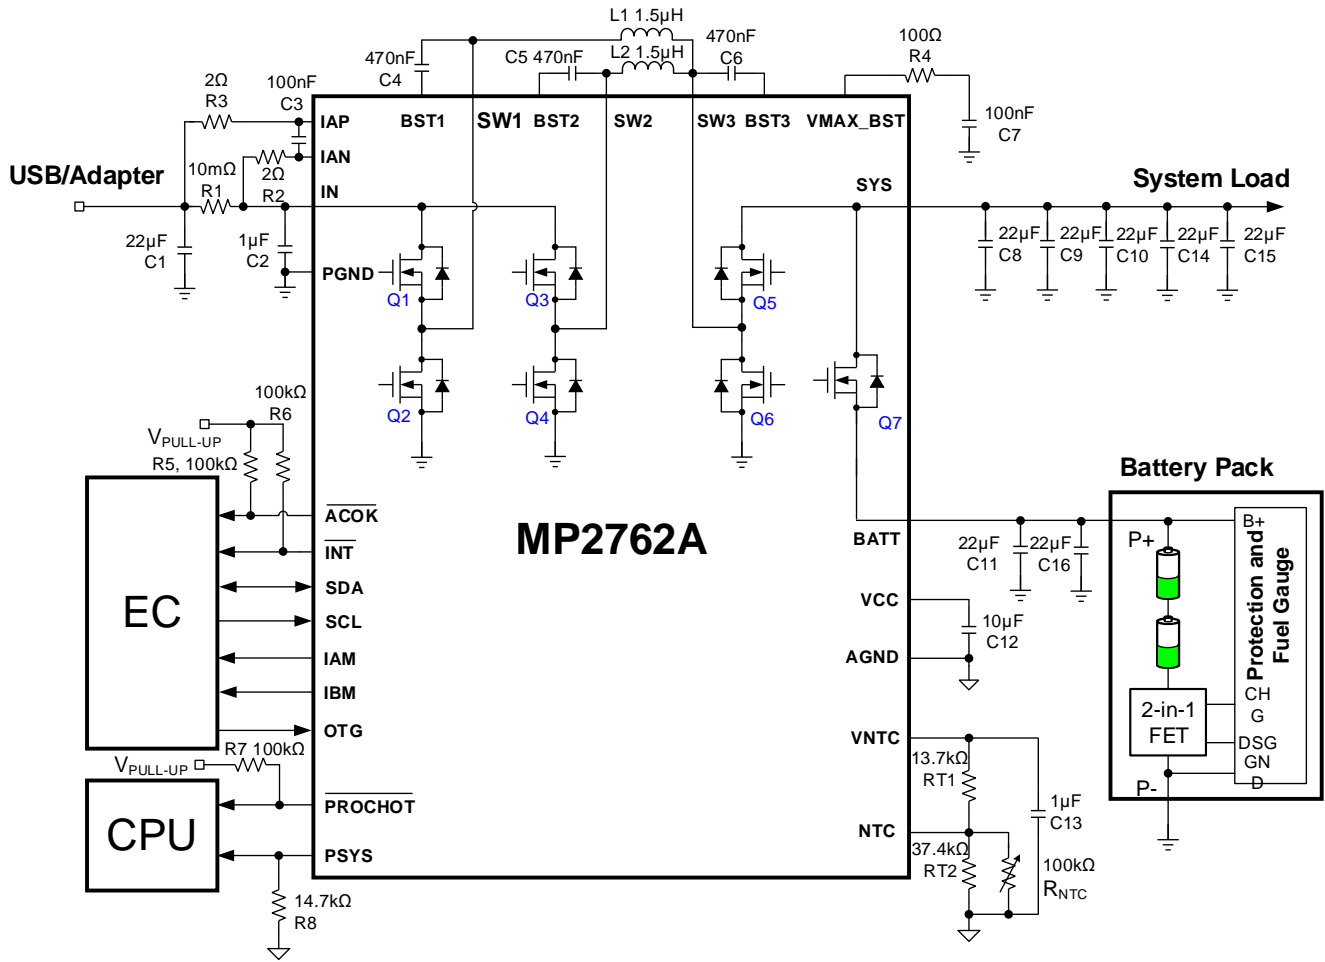 L1 1.5µH
470nF
C4
C5 470nF
L2 1.5µH
470nF
C6
100Ω
R4
2Ω
R3
100nF
C3
100nF
C7
IAP
BST1
SW1
BST2
SW2
SW3
BST3
VMAX_BST
IAN
USB/Adapter
10mΩ
R1
2Ω
R2
IN
SYS
System Load
22µF
C1
1µF
C2
PGND
Q1
Q3
Q5
22µF
C8
22µF
C9
22µF
C10
22µF
C14
22µF
C15
Q2
Q4
Q6
Q7
100kΩ
R6
VPULL-UP
R5, 100kΩ
Battery Pack
EC
ACOK
INT
SDA
SCL
IAM
IBM
OTG
MP2762A
BATT
22µF
C11
22µF
C16
P+
B+
Protection and
Fuel Gauge
VCC
10µF
C12
AGND
2-in-1
FET
CH
G
DSG
GN
D
P-
R7 100kΩ
VPULL-UP
CPU
PROCHOT
PSYS
14.7kΩ
R8
VNTC
13.7kΩ
RT1
1µF
C13
NTC
37.4kΩ
RT2
100kΩ
RNTC